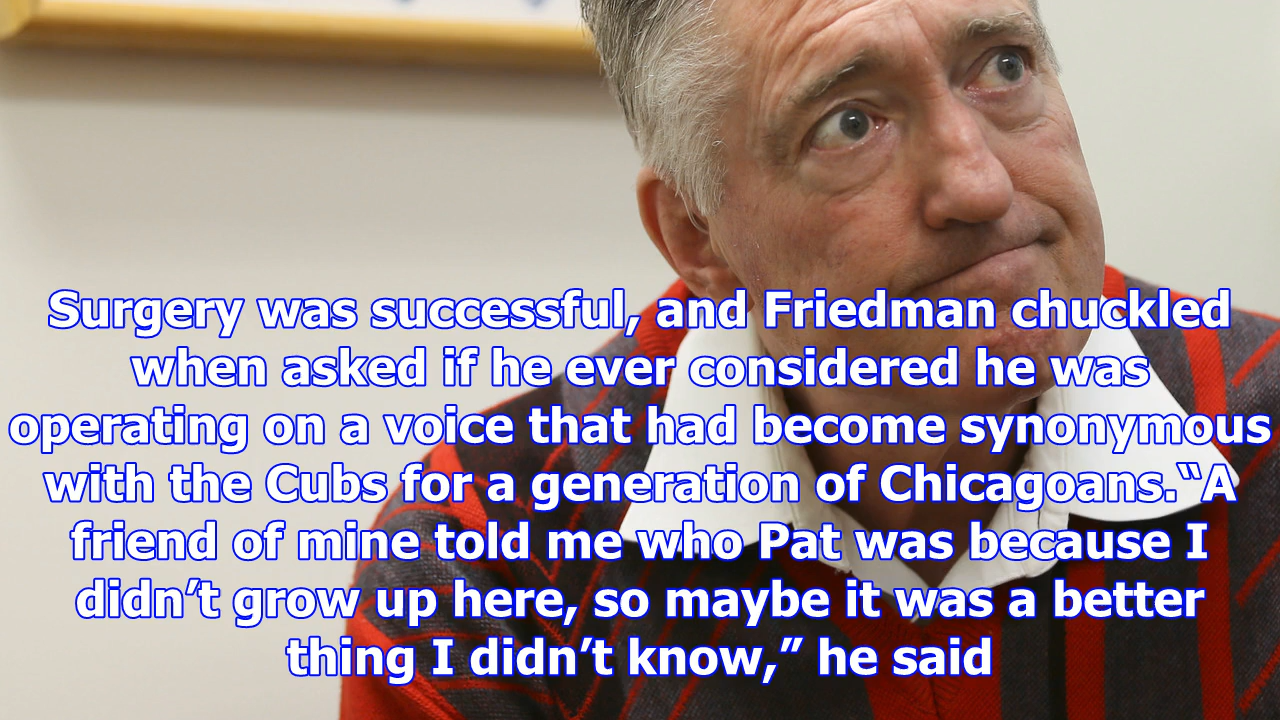 Surgery was successful, and Friedman chuckled
when asked if he ever considered he was
operating on a voice that had become synonymous
with the Cubs for a generation of Chicagoans.“A
friend of mine told me who Pat was because I
didn’t grow up here, so maybe it was a better
thing I didn’t know,” he said